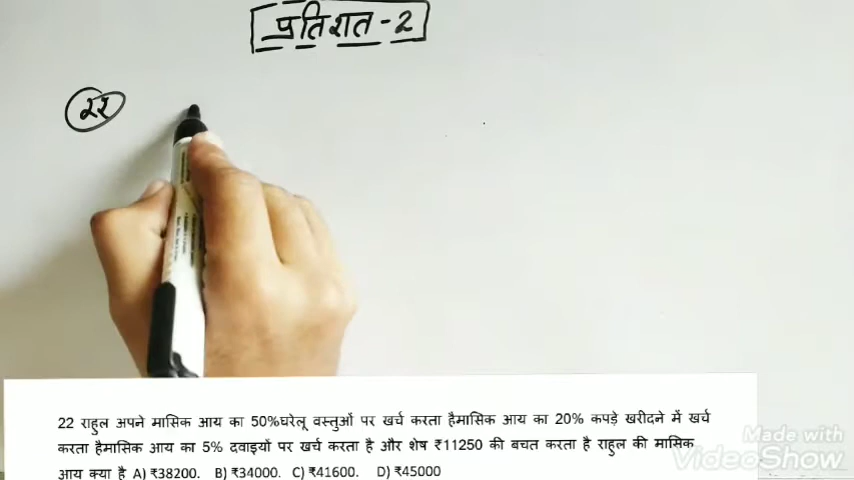 प्रतिशत - 2
22
22 राहुल अपने मासिक आय का 50%घरेलू वस्तुओं पर खर्च करता हैमासिक आय का 20% कपड़े खरीदने में खर्च
करता हैमासिक आय का 5% दवाइयों पर खर्च करता है और शेष ₹11250 की बचत करता है राहुल की मासिक
आय क्या है A) ₹38200. B) ₹34000. C) ₹41600. D) ₹45000
Made with
VideoShow